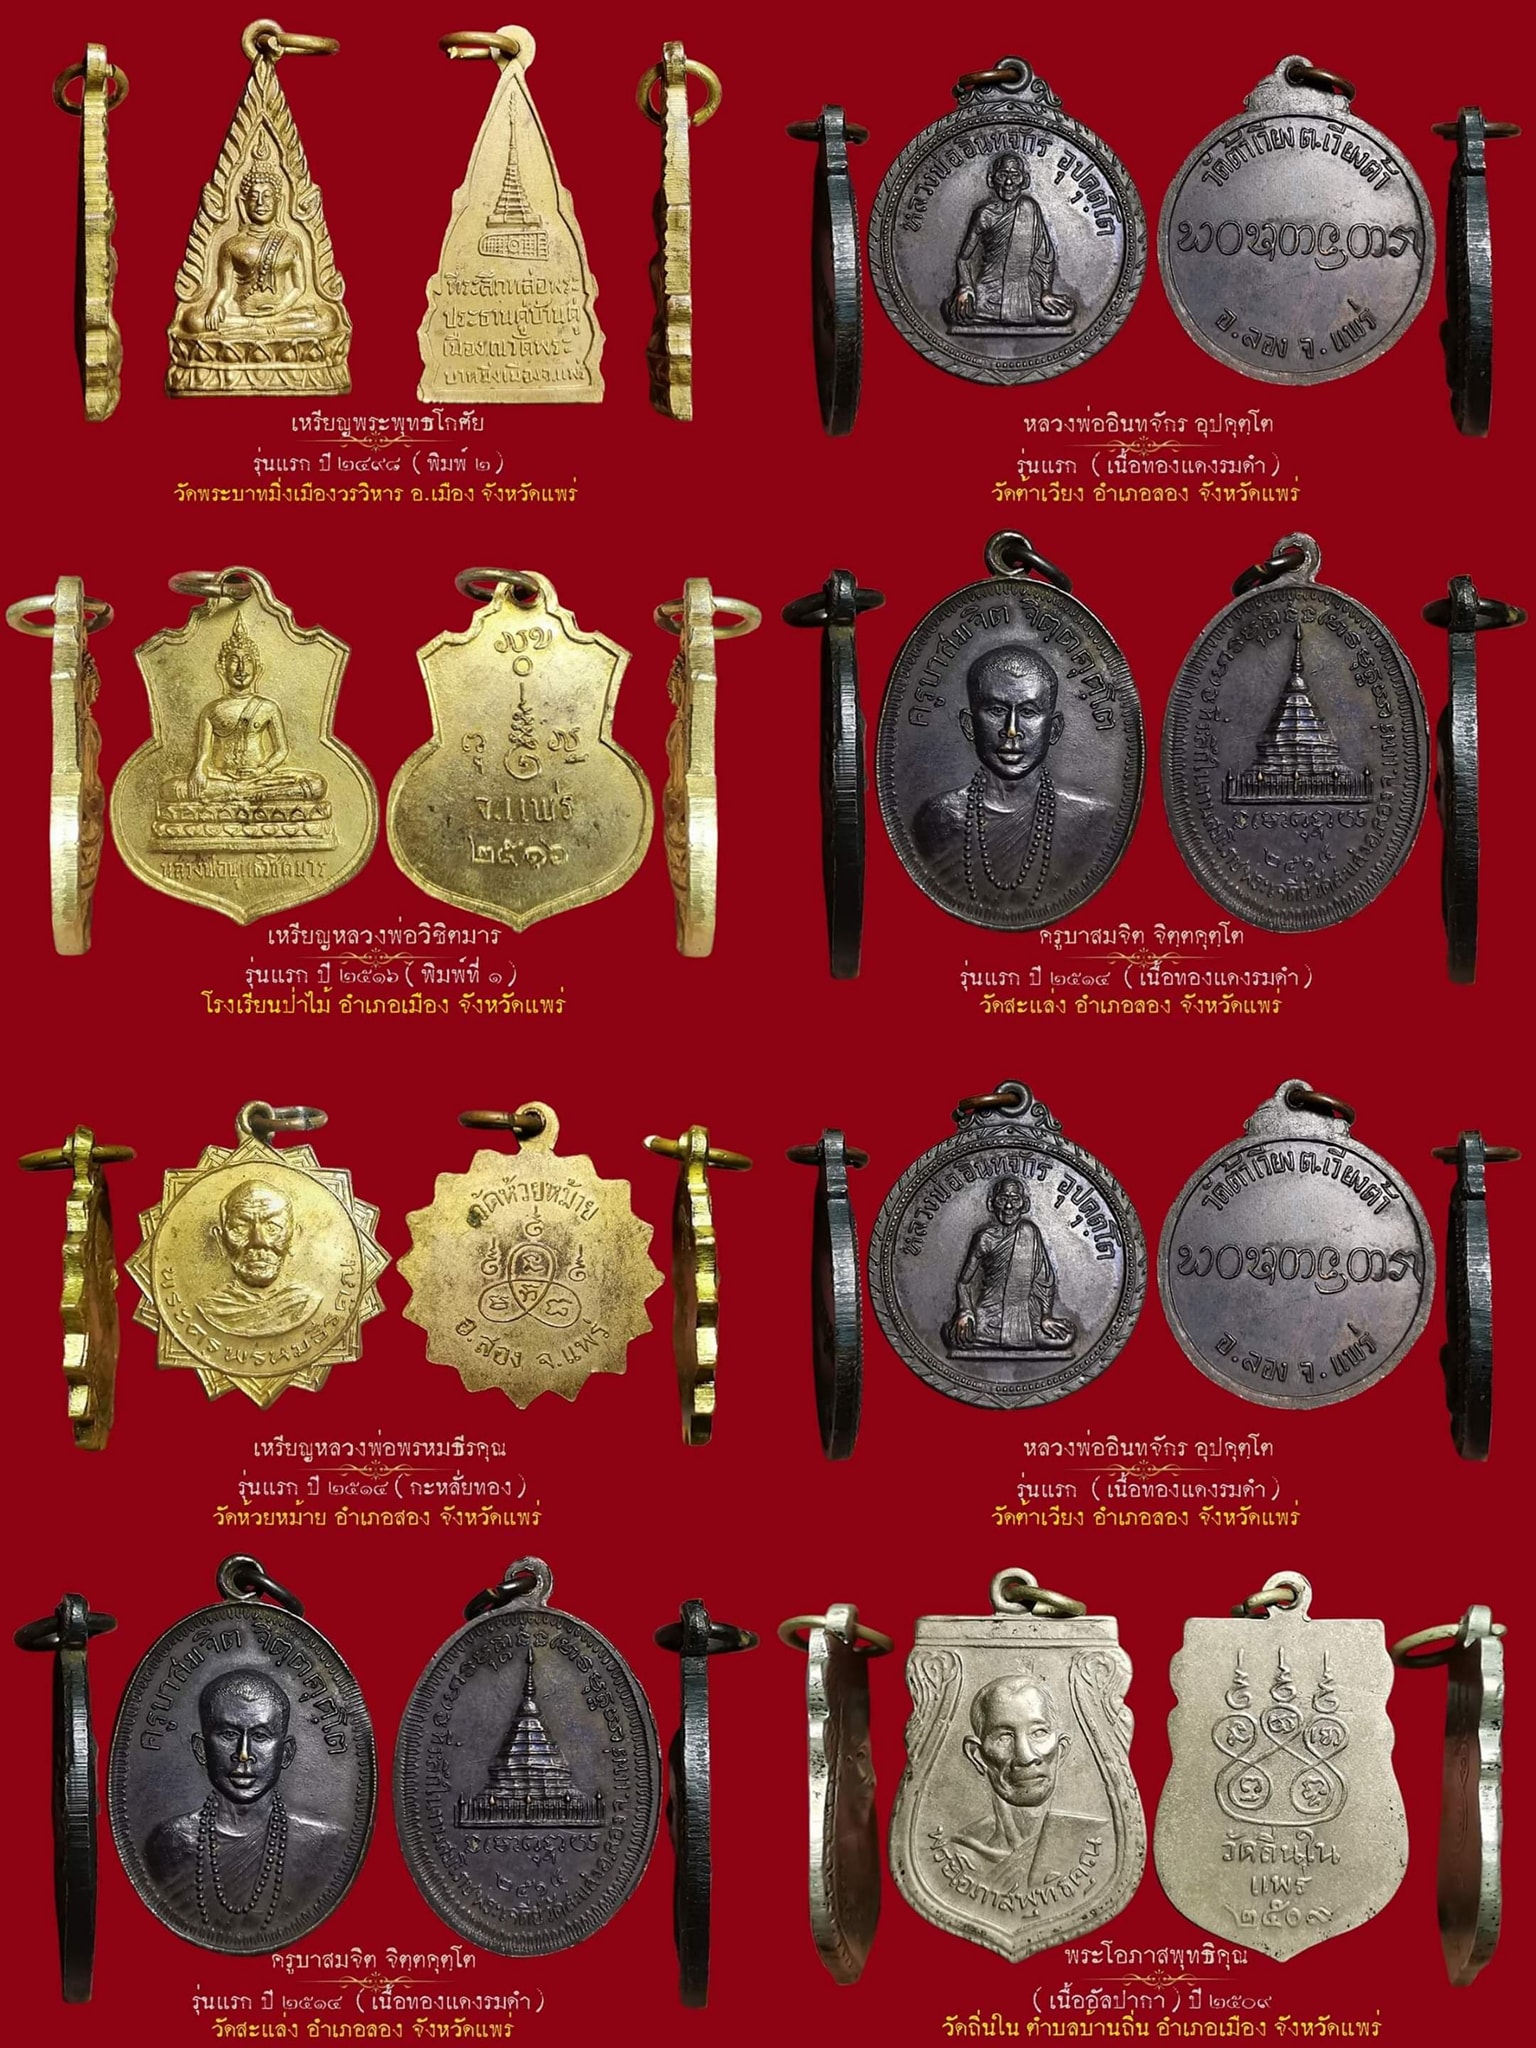 ที่ระลึกหล่อพระ
ประธานคู่บ้านคู่
เมืองณวัดพระ
บาทมิ่งเมืองจ.แพร่
เหรียญพระพุทธโกศัย
รุ่นแรก ปี ๒๔๙๘ ( พิมพ์ ๒ )
วัดพระบาทมิ่งเมืองวรวิหาร อ.เมือง จังหวัดแพร่
หลวงพ่ออินทจักร อุปคุตฺโต
วัดต้าเวียง ต.เวียงต้า
อ.ลอง จ.แพร่
หลวงพ่ออินทจักร อุปคุตฺโต
รุ่นแรก ( เนื้อทองแดงรมดำ )
วัดต้าเวียง อำเภอลอง จังหวัดแพร่
หลวงพ่อพุทธวิชิตมาร
จ.แพร่
๒๕๑๖
เหรียญหลวงพ่อวิชิตมาร
รุ่นแรก ปี ๒๕๑๖ ( พิมพ์ที่ ๑ )
โรงเรียนป่าไม้ อำเภอเมือง จังหวัดแพร่
ครูบาสมจิต จิตฺตคุตฺโต
๒๕๑๔
ครูบาสมจิต จิตฺตคุตฺโต
รุ่นแรก ปี ๒๕๑๔ ( เนื้อทองแดงรมดำ )
วัดสะแล่ง อำเภอลอง จังหวัดแพร่
พระครูพรหมธีรคุณ
วัดห้วยหม้าย
อ.สอง จ.แพร่
เหรียญหลวงพ่อพรหมธีรคุณ
รุ่นแรก ปี ๒๕๑๔ ( กะหลั่ยทอง )
วัดห้วยหม้าย อำเภอสอง จังหวัดแพร่
หลวงพ่ออินทจักร อุปคุตฺโต
วัดต้าเวียง ต.เวียงต้า
อ.ลอง จ.แพร่
หลวงพ่ออินทจักร อุปคุตฺโต
รุ่นแรก ( เนื้อทองแดงรมดำ )
วัดต้าเวียง อำเภอลอง จังหวัดแพร่
ครูบาสมจิต จิตฺตคุตฺโต
๒๕๑๔
ครูบาสมจิต จิตฺตคุตฺโต
รุ่นแรก ปี ๒๕๑๔ ( เนื้อทองแดงรมดำ )
วัดสะแล่ง อำเภอลอง จังหวัดแพร่
พระโอภาสพุทธิคุณ
วัดถิ่นใน
แพร่
๒๕๐๙
พระโอภาสพุทธิคุณ
( เนื้ออัลปาก้า ) ปี ๒๕๐๙
วัดถิ่นใน ตำบลบ้านถิ่น อำเภอเมือง จังหวัดแพร่